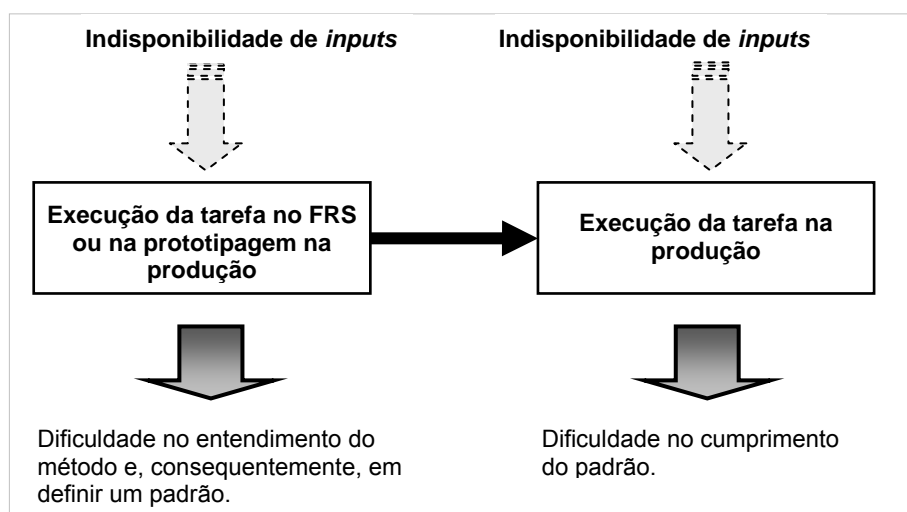 Indisponibilidade de inputs
Indisponibilidade de inputs
Execução da tarefa no FRS
ou na prototipagem na
produção
Execução da tarefa na
produção
Dificuldade no entendimento do
método e, consequentemente, em
definir um padrão.
Dificuldade no cumprimento
do padrão.